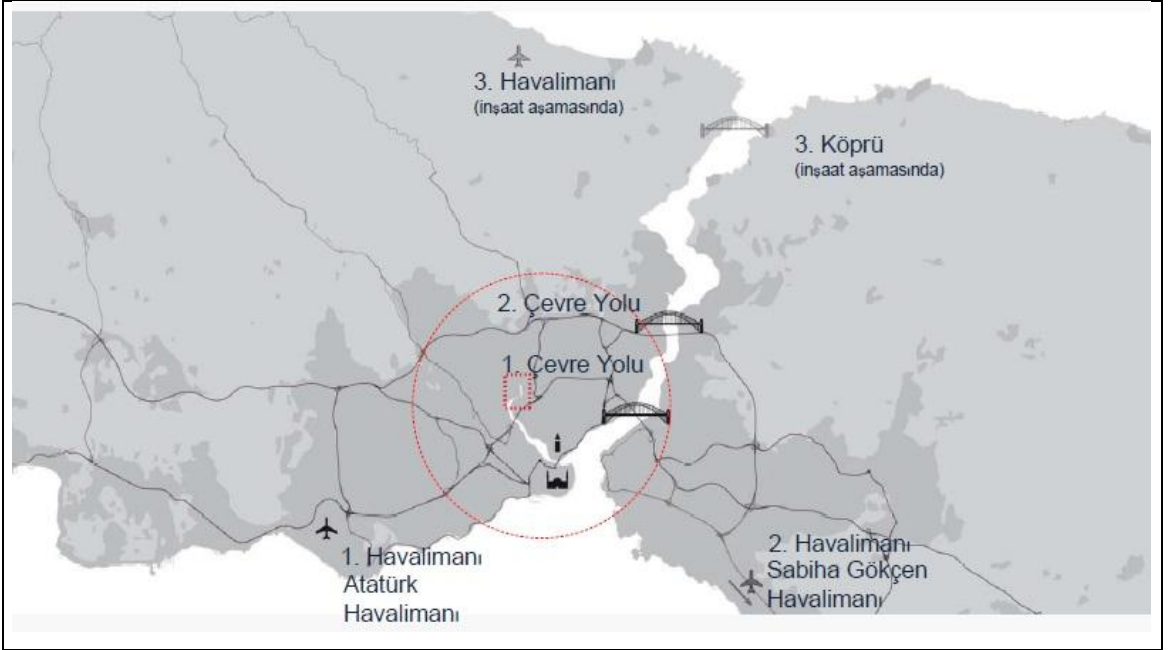 3. Havalimanı
(inşaat aşamasında)
3. Köprü
(inşaat aşamasında)
2. Çevre Yolu
1. Çevre Yolu
1. Havalimanı
Atatürk
Havalimanı
2. Havalimanı
Sabiha Gökçen
Havalimanı